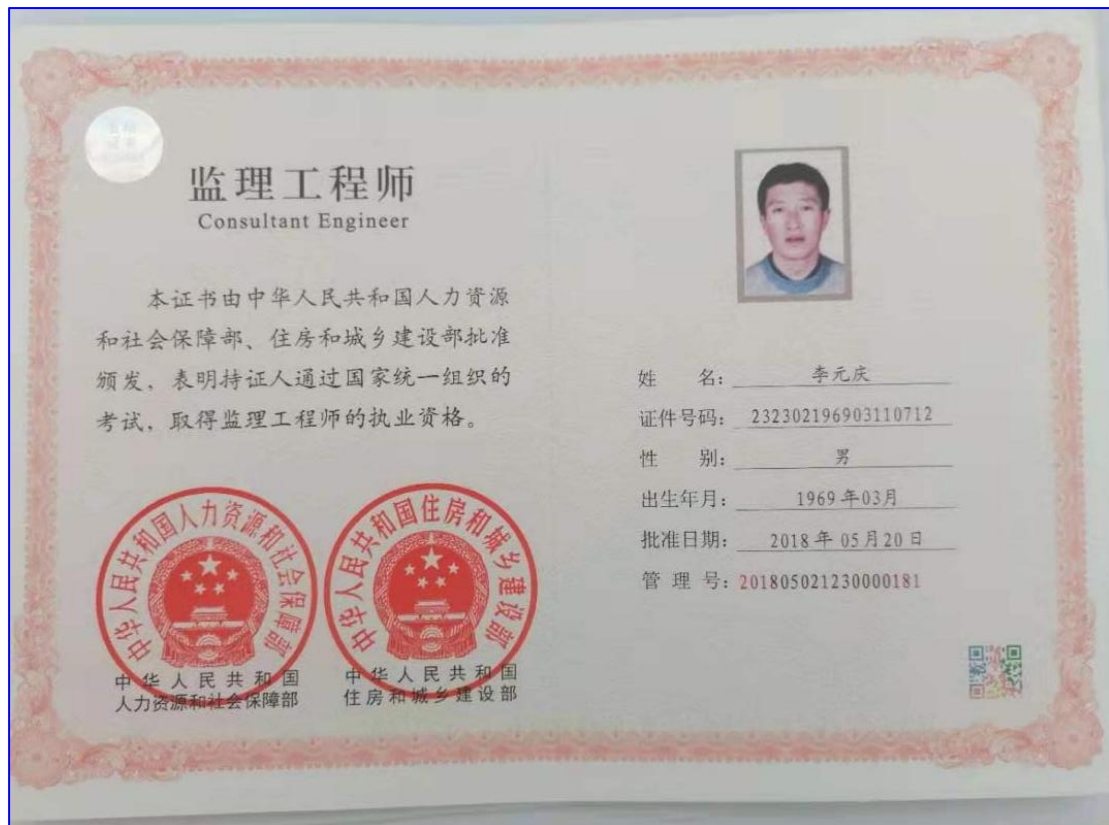 监理工程师
Consultant Engineer
本证书由中华人民共和国人力资源
和社会保障部、住房和城乡建设部批准
颁发，表明持证人通过国家统一组织的
考试，取得监理工程师的执业资格。
中华人民共和国人力资源和社会保障部
中华人民共和国
人力资源和社会保障部
中华人民共和国住房和城乡建设部
中华人民共和国
住房和城乡建设部
姓 名：李元庆
证件号码：232302196903110712
性 别：男
出生年月：1969年03月
批准日期：2018年05月20日
管 理 号：201805021230000181